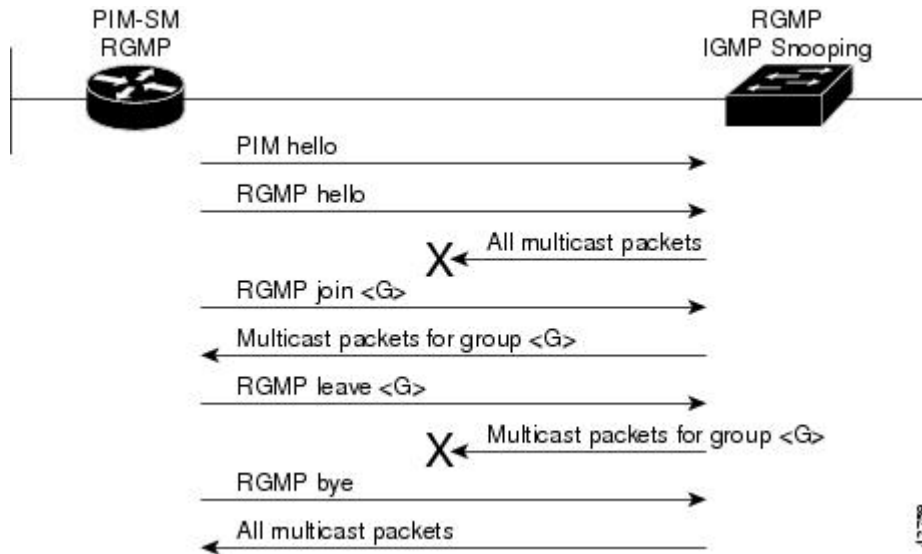 PIM-SM
RGMP
RGMP
IGMP Snooping
PIM hello
RGMP hello
All multicast packets
X
RGMP join <G>
Multicast packets for group <G>
RGMP leave <G>
X
Multicast packets for group <G>
RGMP bye
All multicast packets